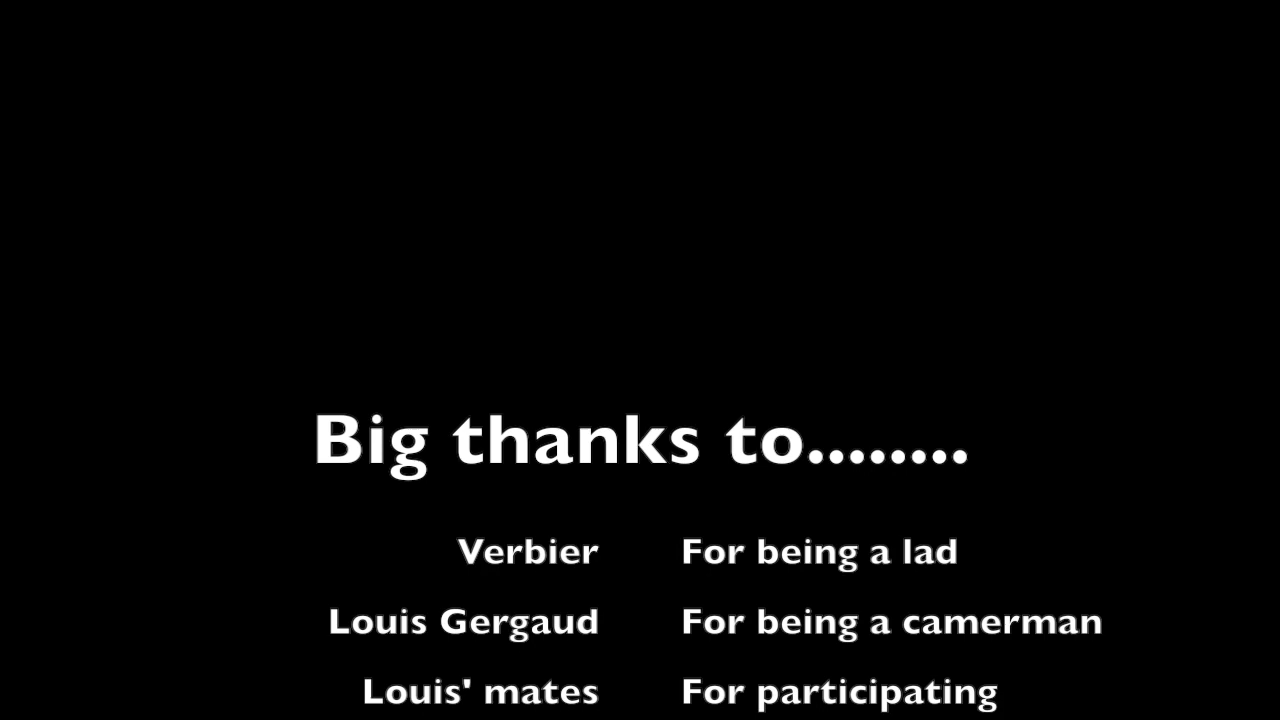 Big thanks to........
Verbier For being a lad
Louis Gergaud For being a camerman
Louis' mates For participating